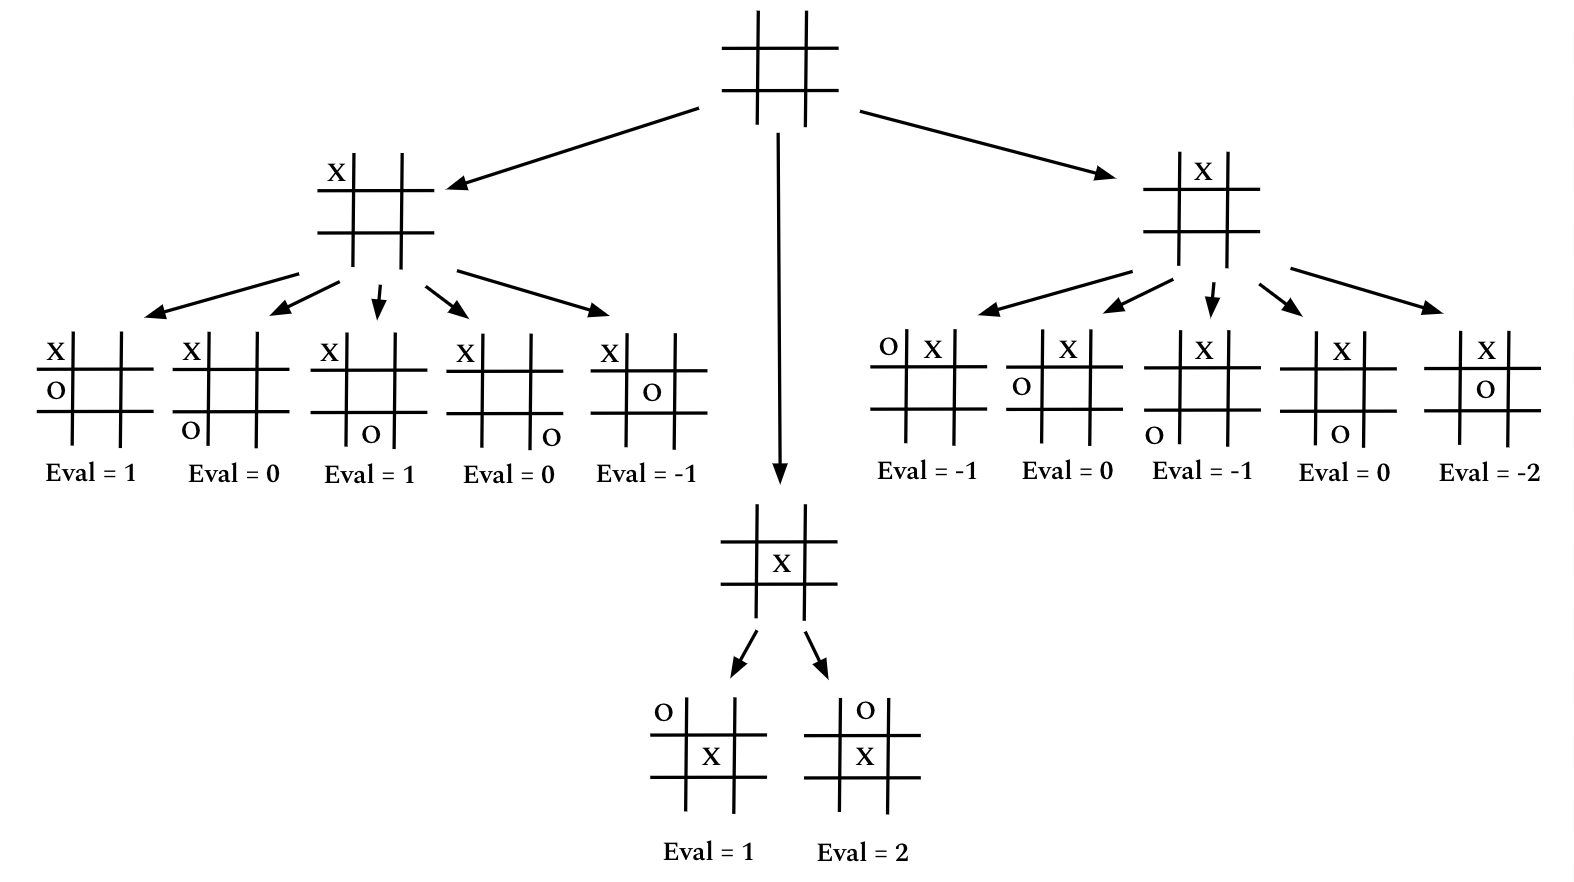 X
X
X X X X X O X X X X X
O O O O O
O O O O O
Eval = 1 Eval = 0 Eval = 1 Eval = 0 Eval = -1 Eval = -1 Eval = 0 Eval = -1 Eval = 0 Eval = -2
X
O O
X X
Eval = 1 Eval = 2